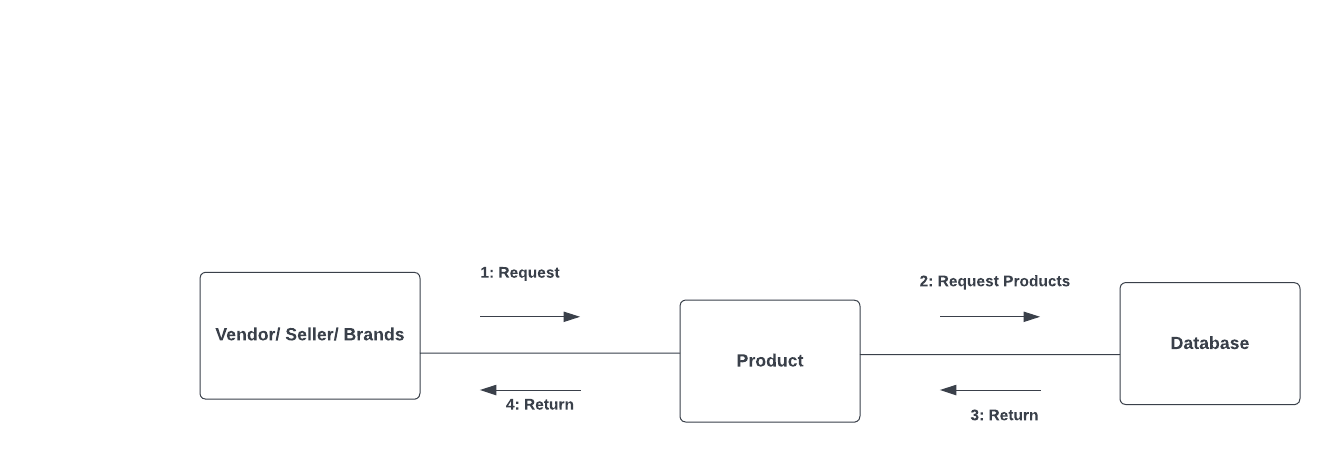 1: Request
2: Request Products
Vendor/ Seller/ Brands
Product
Database
4: Return
3: Return